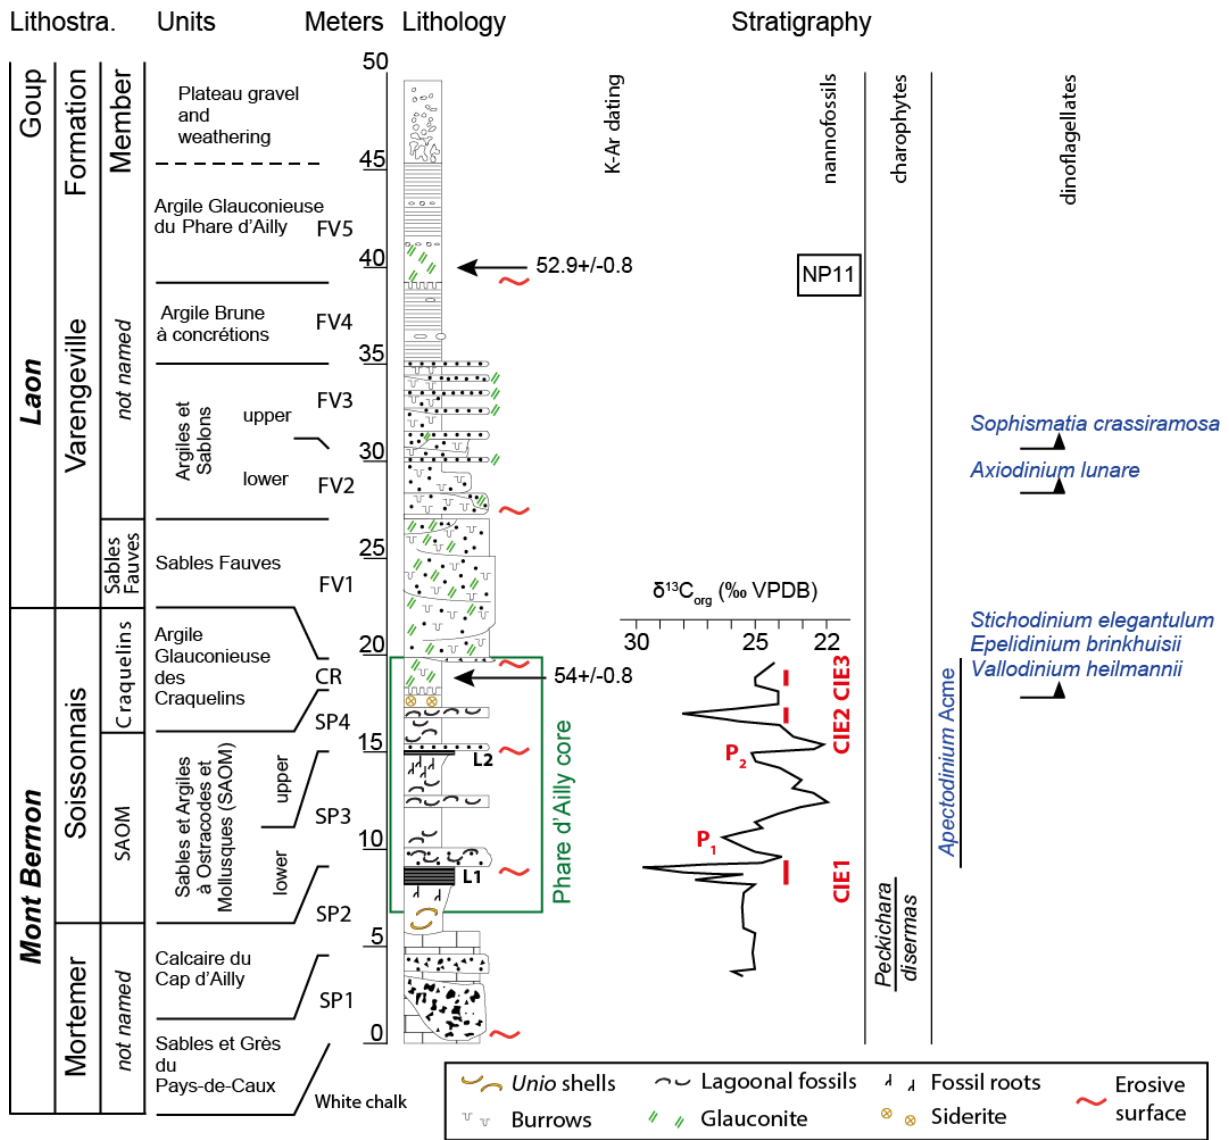 Lithostra. Units Meters Lithology Stratigraphy
Goup
Formation
Member
K-Ar dating
nannofossils
charophytes
dinoflagellates
Laon
Mont Bernon
Varengeville
Soissonnais
Mortemer
not named
Sables
Fauves
Craquelins
SAOM
not named
Plateau gravel
and
weathering
Argile Glauconieuse
du Phare d'Ailly
Argile Brune
à concrétions
Argiles et
Sablons
upper
lower
Sables Fauves
Argile
Glauconieuse
des
Craquelins
Sables et Argiles
à Ostracodes et
Mollusques (SAOM)
upper
lower
Calcaire du
Cap d'Ailly
Sables et Grès
du
Pays-de-Caux
FV5
FV4
FV3
FV2
FV1
CR
SP4
SP3
SP2
SP1
White chalk
50
45
40
35
30
25
20
15
10
5
0
L2
L1
Phare d'Ailly core
52.9+/-0.8
54+/-0.8
NP11
δ¹³Corg (‰ VPDB)
30 25 22
CIE3
CIE2
P2
P1
CIE1
Peckichara
disermas
Apectodinium Acme
Sophismatia crassiramosa
Axiodinium lunare
Stichodinium elegantulum
Epelidinium brinkhuisii
Vallodinium heilmannii
Unio shells
Lagoonal fossils
Fossil roots
Erosive
surface
Burrows
Glauconite
Siderite